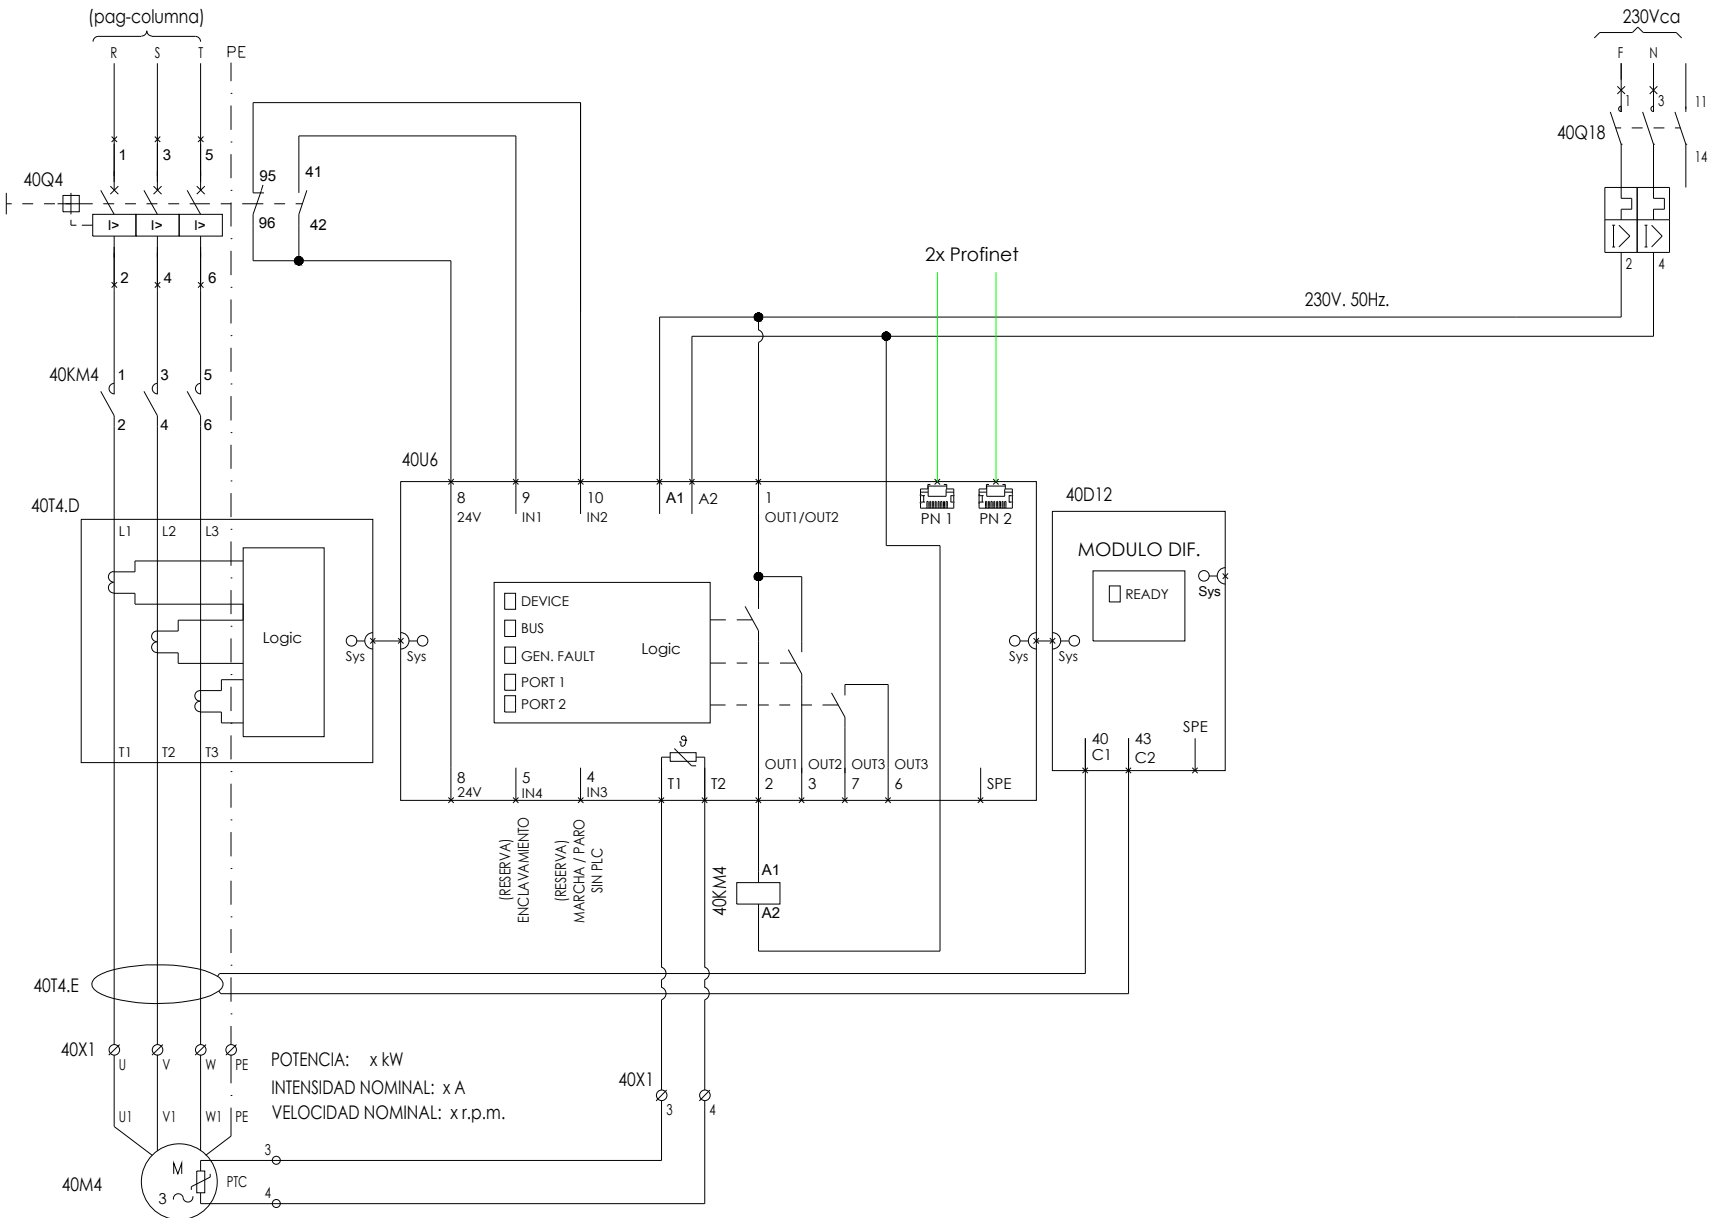 (pag-columna)
R S T PE
230Vca
F N
1 3 11
40Q18
14
2 4
1 3 5
40Q4
95 41
96 42
I> I> I>
2 4 6
2x Profinet
230V. 50Hz.
40KM4
1 3 5
2 4 6
40U6
8 9 10 A1 A2 1
24V IN1 IN2 OUT1/OUT2
PN 1 PN 2
40D12
MODULO DIF.
READY
Sys
40T4.D
L1 L2 L3
Logic
Sys Sys
DEVICE
BUS
GEN. FAULT
PORT 1
PORT 2
Logic
Sys Sys
T1 T2 T3
ϑ
OUT1 OUT2 OUT3 OUT3
8 5 4 T1 T2 2 3 7 6 SPE
24V IN4 IN3
40 43 SPE
C1 C2
(RESERVA)
ENCLAVAMIENTO
(RESERVA)
MARCHA / PARO
SIN PLC
40KM4
A1
A2
40T4.E
40X1
U V W PE
POTENCIA: x kW
INTENSIDAD NOMINAL: x A
VELOCIDAD NOMINAL: x r.p.m.
40X1
3 4
U1 V1 W1 PE
40M4
M
3
PTC
3
4